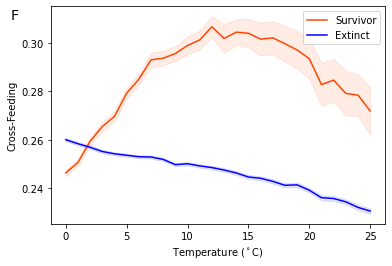 F
Survivor
Extinct
Cross-Feeding
0.30
0.28
0.26
0.24
0 5 10 15 20 25
Temperature (°C)